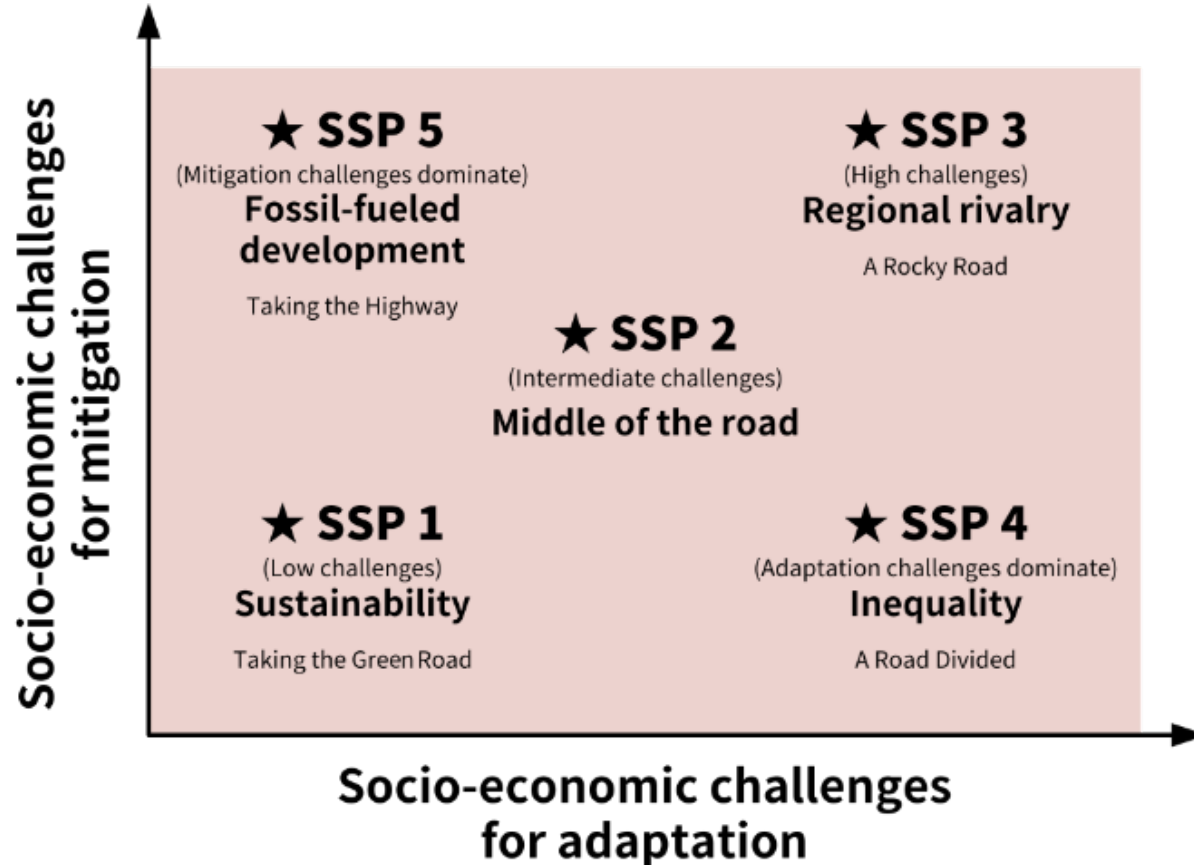 Socio-economic challenges
for mitigation
★ SSP 5
(Mitigation challenges dominate)
Fossil-fueled
development
Taking the Highway
★ SSP 3
(High challenges)
Regional rivalry
A Rocky Road
★ SSP 2
(Intermediate challenges)
Middle of the road
★ SSP 1
(Low challenges)
Sustainability
Taking the Green Road
★ SSP 4
(Adaptation challenges dominate)
Inequality
A Road Divided
Socio-economic challenges
for adaptation